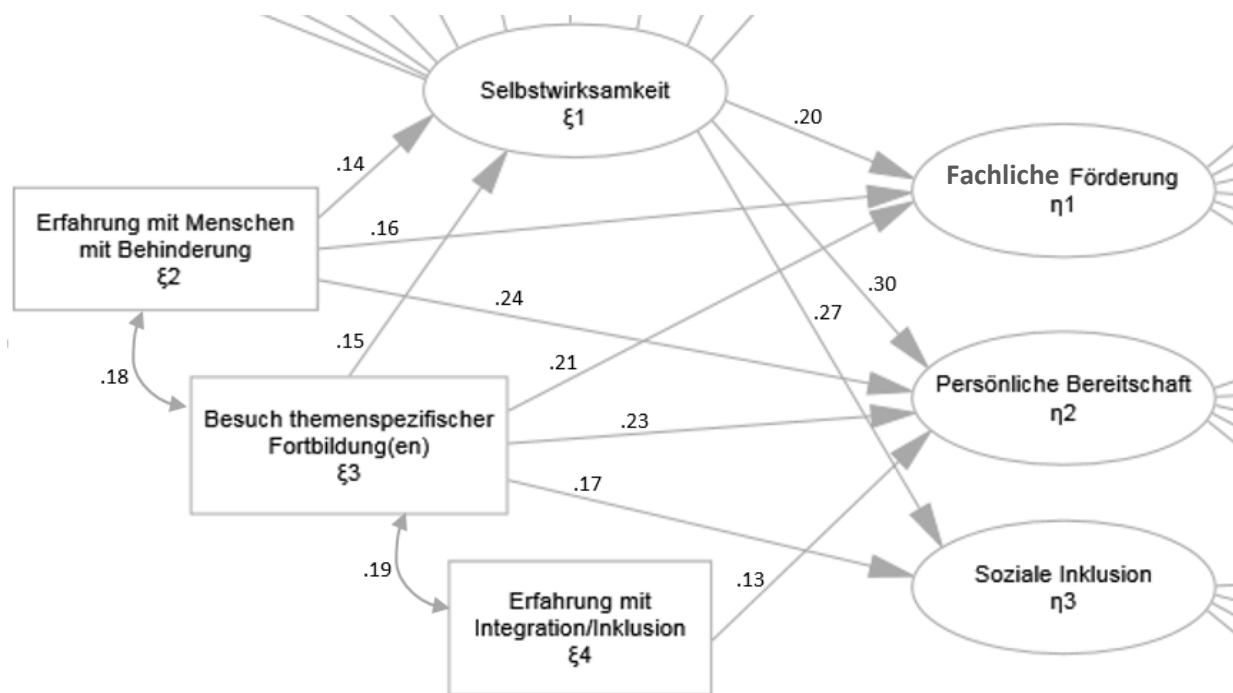 Selbstwirksamkeit
ξ1
.20
.14
Fachliche Förderung
η1
Erfahrung mit Menschen
mit Behinderung
ξ2
.16
.24
.30
.27
.15
.18
.21
Persönliche Bereitschaft
η2
Besuch themenspezifischer
Fortbildung(en)
ξ3
.23
.17
.19
.13
Soziale Inklusion
η3
Erfahrung mit
Integration/Inklusion
ξ4